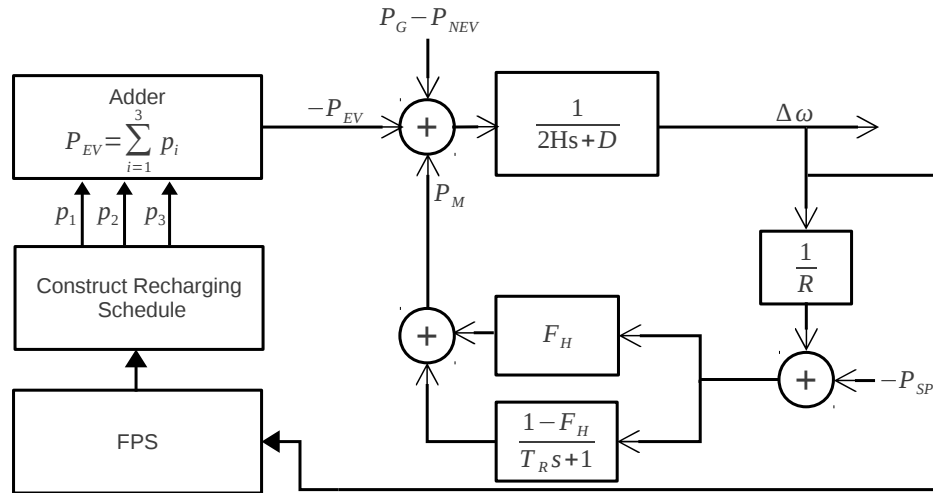 P_G − P_NEV
Adder
P_EV = ∑_{i=1}^{3} p_i
−P_EV
+
1
2Hs+D
Δω
P_M
p_1 p_2 p_3
1
R
Construct Recharging
Schedule
+
F_H
+
−P_SP
FPS
1−F_H
T_R s+1